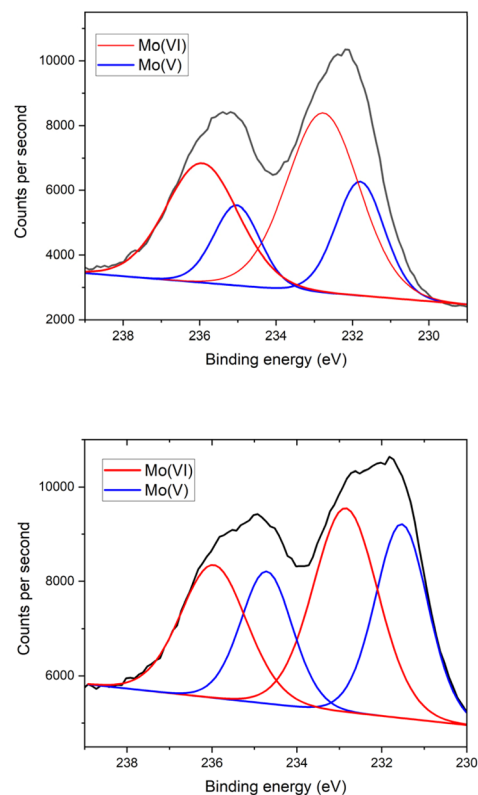 Mo(VI)
Mo(V)
Counts per second
10000
8000
6000
4000
2000
238 236 234 232 230
Binding energy (eV)
Mo(VI)
Mo(V)
Counts per second
10000
8000
6000
238 236 234 232 230
Binding energy (eV)